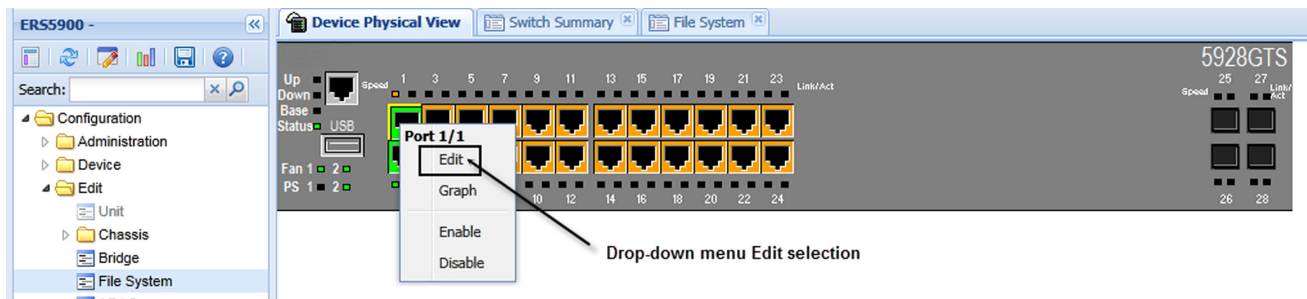 ERS5900 -
Device Physical View
Switch Summary
File System
Search:
Configuration
Administration
Device
Edit
Unit
Chassis
Bridge
File System
5928GTS
Up
Down
Base
Status
USB
Fan 1 2
PS 1 2
Speed 1 3 5 7 9 11 13 15 17 19 21 23 Link/Act
Speed 25 27 Link/Act
10 12 14 16 18 20 22 24
26 28
Port 1/1
Edit
Graph
Enable
Disable
Drop-down menu Edit selection